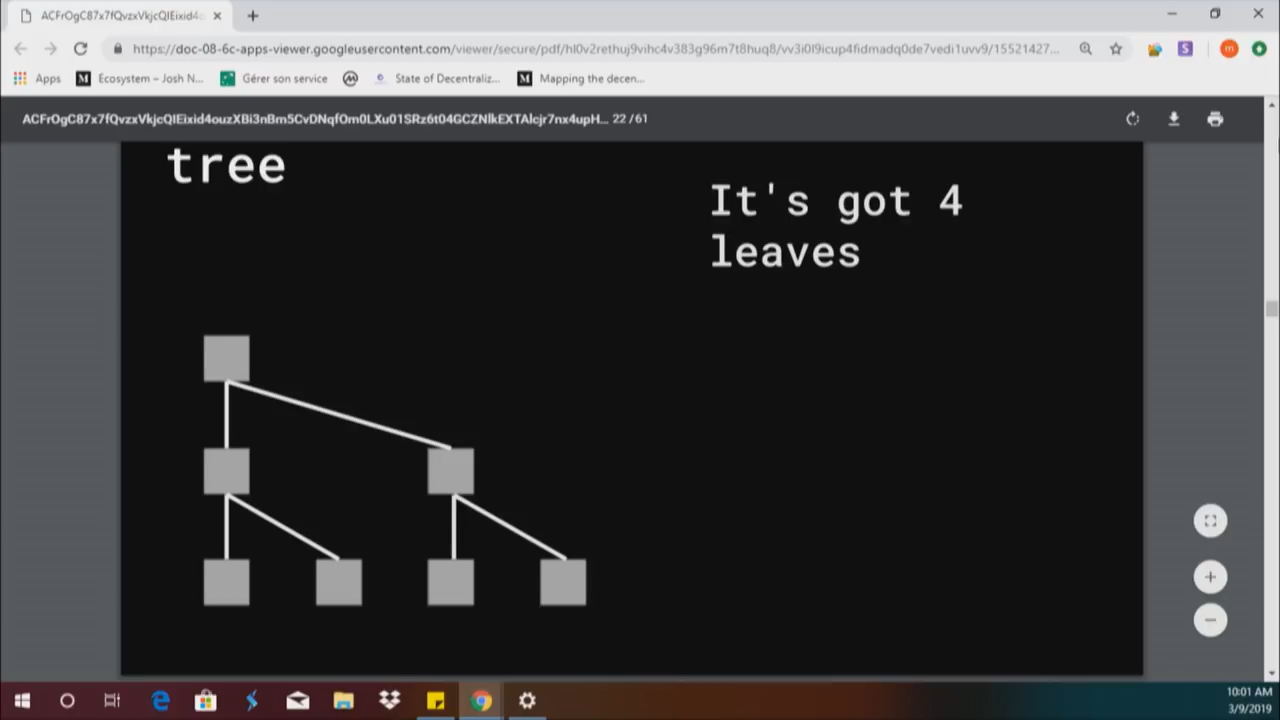 ACFrOgC87x7fQvzxVkjcQIEixid4
https://doc-08-6c-apps-viewer.googleusercontent.com/viewer/secure/pdf/hl0v2rethuj9vihc4v383g96m7t8huq8/vv3i0l9icup4fidmadq0de7vedi1uvv9/15521427...
Apps
Ecosystem – Josh N...
Gérer son service
State of Decentraliz...
Mapping the decen...
ACFrOgC87x7fQvzxVkjcQIEixid4ouzXBi3nBm5CvDNqfOm0LXu01SRz6t04GCZNlkEXTAlcjr7nx4upH... 22 / 61
tree
It's got 4
leaves
10:01 AM
3/9/2019